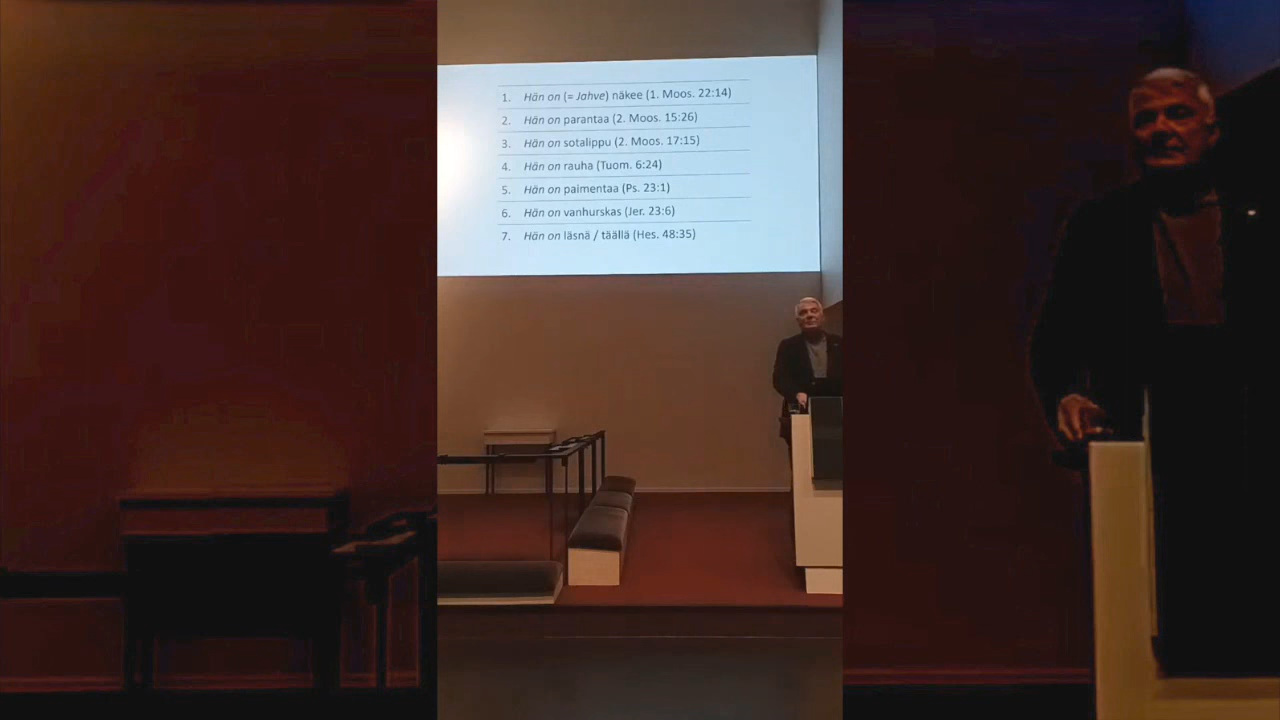 1. Hän on (= Jahve) näkee (1. Moos. 22:14)
2. Hän on parantaa (2. Moos. 15:26)
3. Hän on sotalippu (2. Moos. 17:15)
4. Hän on rauha (Tuom. 6:24)
5. Hän on paimentaa (Ps. 23:1)
6. Hän on vanhurskas (Jer. 23:6)
7. Hän on läsnä / täällä (Hes. 48:35)